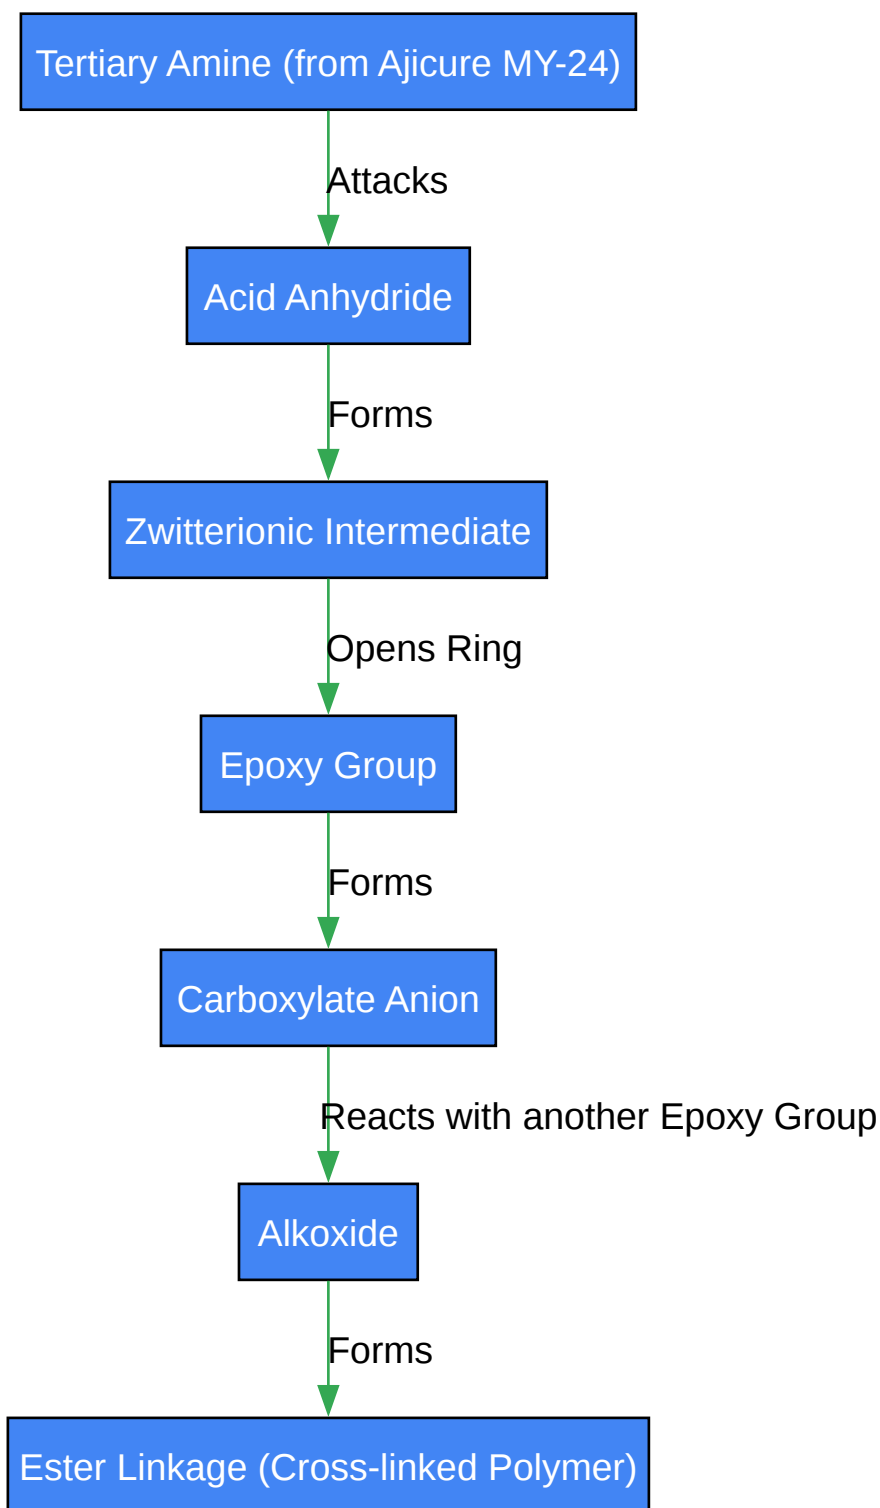 Tertiary Amine (from Ajicure MY-24)
Attacks
Acid Anhydride
Forms
Zwitterionic Intermediate
Opens Ring
Epoxy Group
Forms
Carboxylate Anion
Reacts with another Epoxy Group
Alkoxide
Forms
Ester Linkage (Cross-linked Polymer)